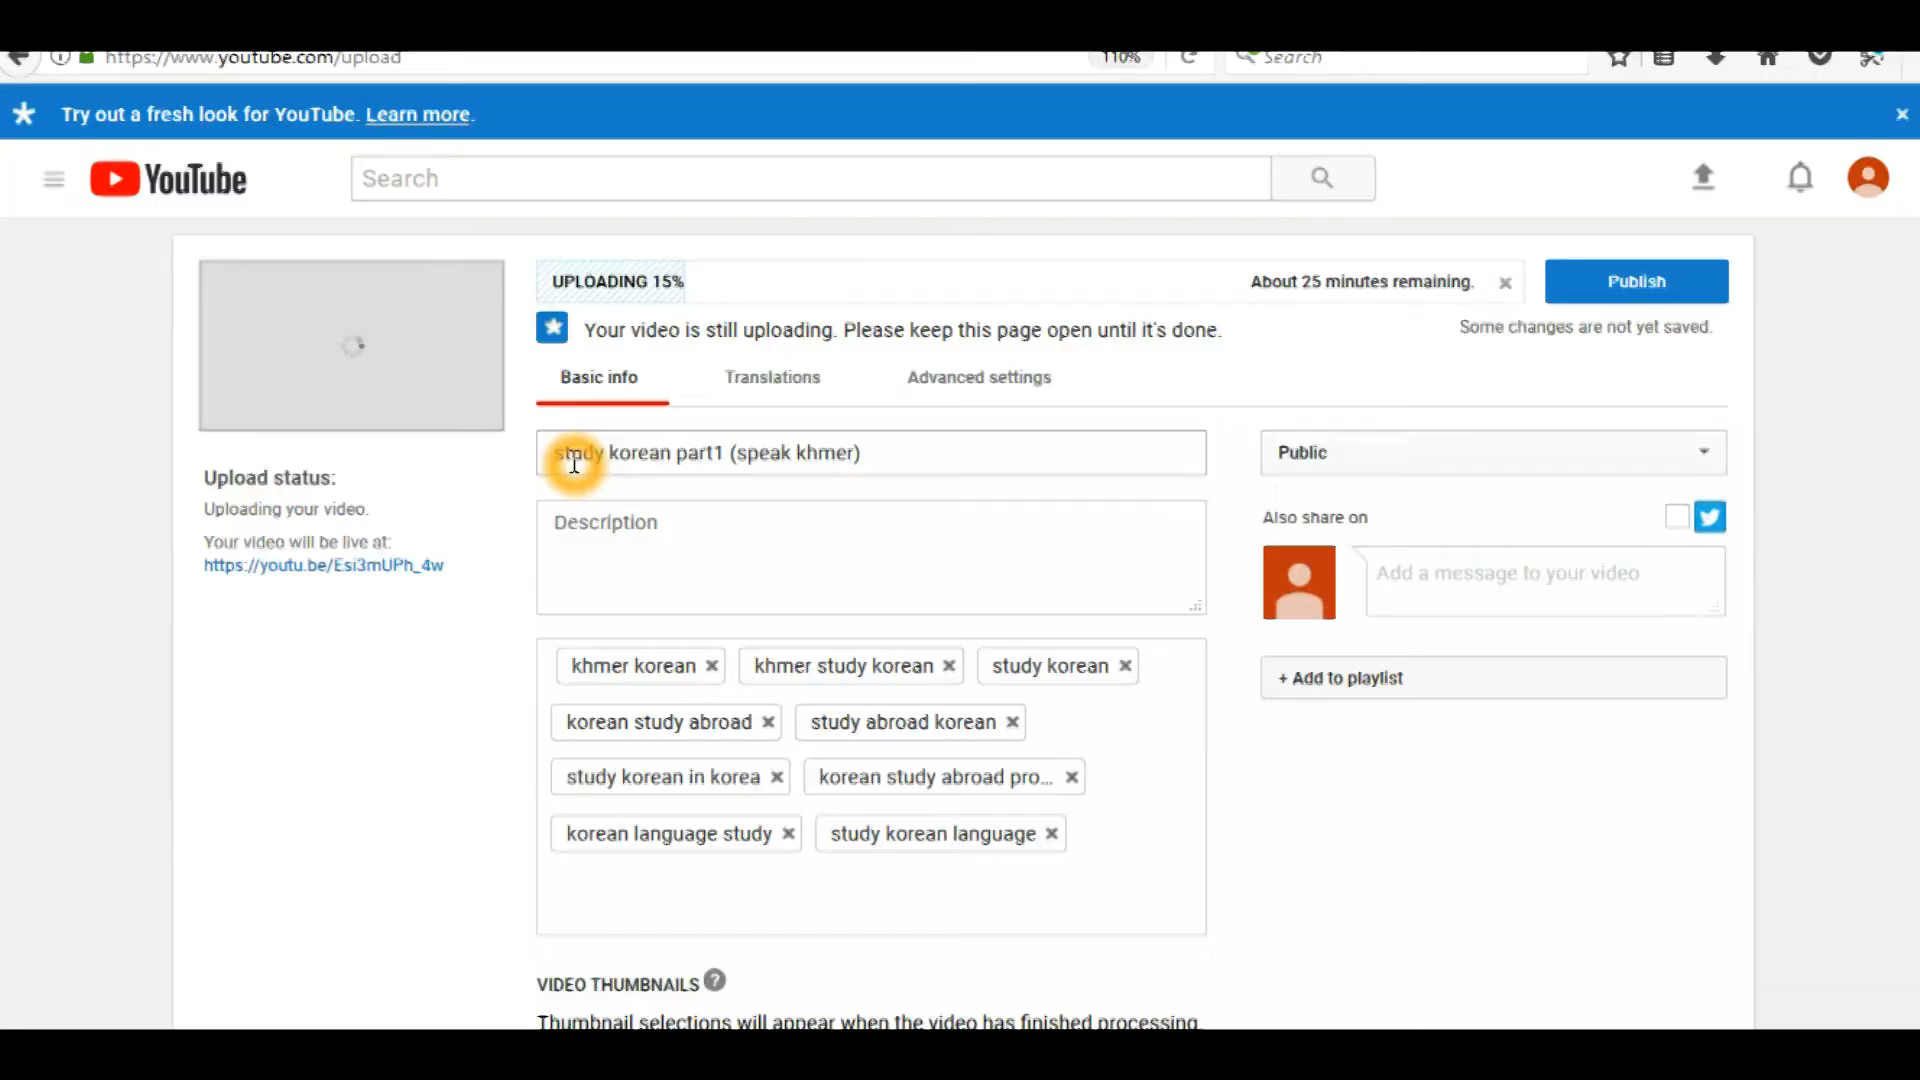 https://www.youtube.com/upload
110%
Search
Try out a fresh look for YouTube. Learn more.
YouTube
Search
UPLOADING 15%
About 25 minutes remaining.
Publish
Your video is still uploading. Please keep this page open until it's done.
Some changes are not yet saved.
Basic info
Translations
Advanced settings
study korean part1 (speak khmer)
Public
Upload status:
Uploading your video.
Your video will be live at:
https://youtu.be/Esi3mUPh_4w
Description
Also share on
Add a message to your video
khmer korean
khmer study korean
study korean
+ Add to playlist
korean study abroad
study abroad korean
study korean in korea
korean study abroad pro...
korean language study
study korean language
VIDEO THUMBNAILS ?
Thumbnail selections will appear when the video has finished processing.